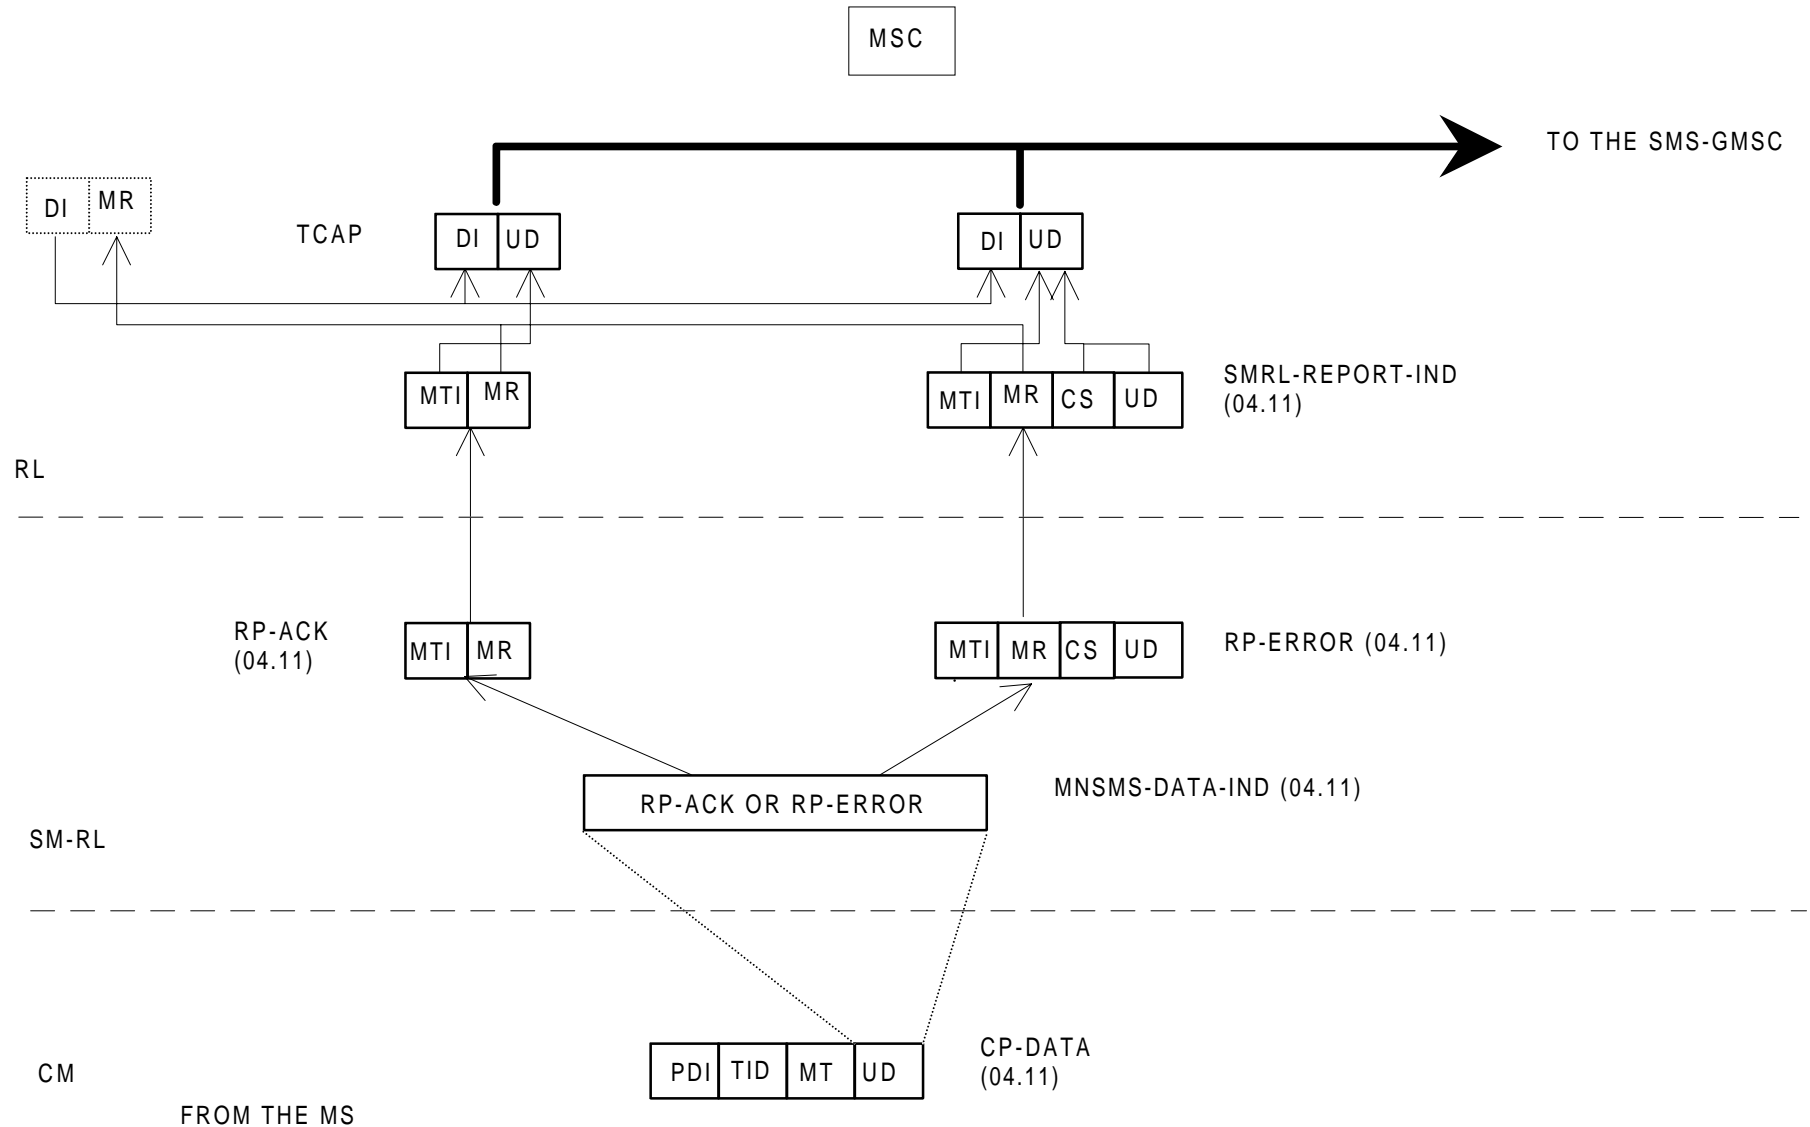 MSC
TO THE SMS-GMSC
DI MR
TCAP
DI UD
DI UD
MTI MR
MTI MR CS UD
SMRL-REPORT-IND
(04.11)
RL
RP-ACK
(04.11)
MTI MR
MTI MR CS UD
RP-ERROR (04.11)
RP-ACK OR RP-ERROR
MNSMS-DATA-IND (04.11)
SM-RL
CM
PDI TID MT UD
CP-DATA
(04.11)
FROM THE MS